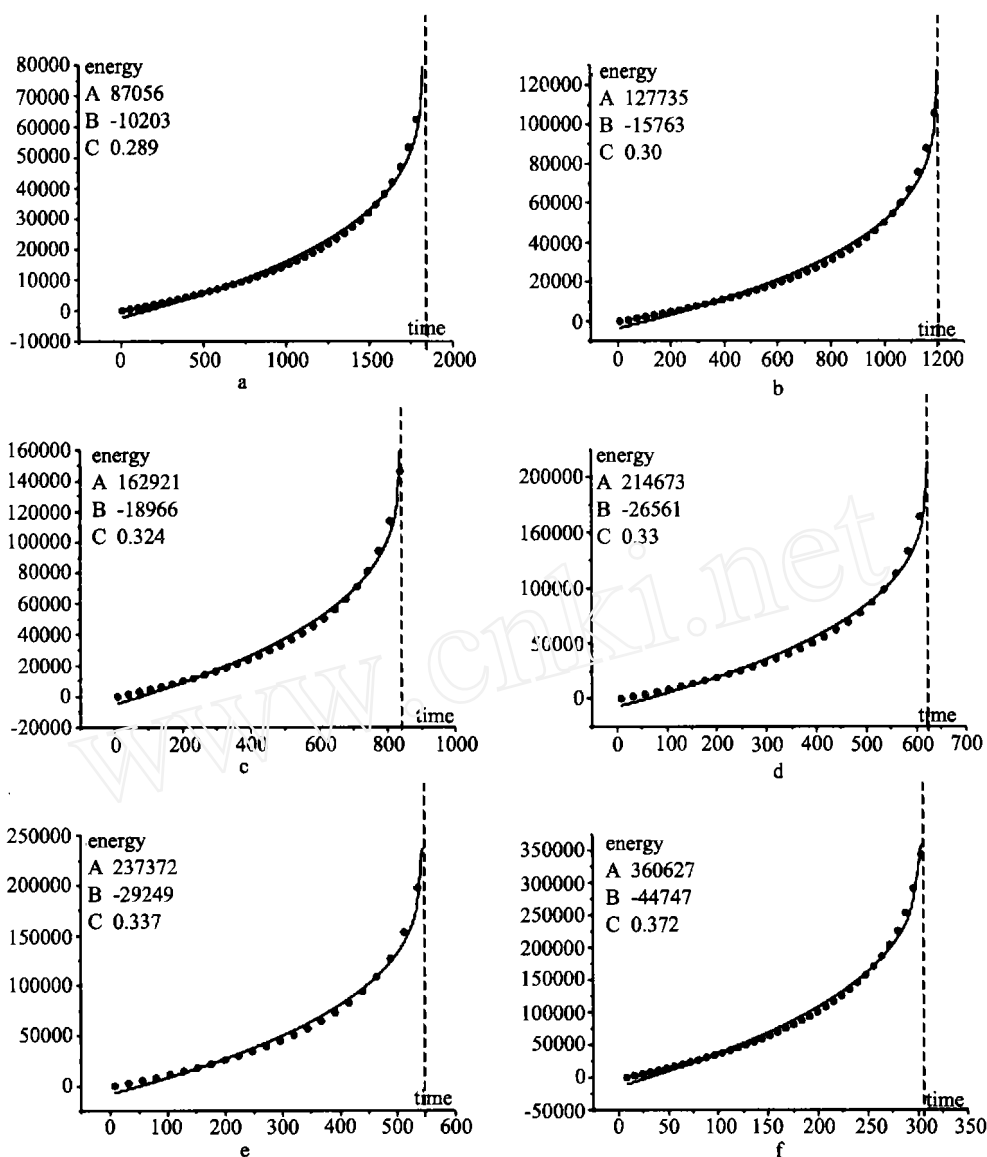 80000
energy
70000
A 87056
60000
B -10203
50000
C 0.289
40000
30000
20000
10000
0
-10000
time
0 500 1000 1500 2000
a
energy
120000
A 127735
100000
B -15763
80000
C 0.30
60000
40000
20000
0
time
0 200 400 600 800 1000 1200
b
160000
energy
140000
A 162921
120000
B -18966
100000
C 0.324
80000
60000
40000
20000
0
-20000
time
0 200 400 600 800 1000
c
energy
200000
A 214673
B -26561
160000
C 0.33
100000
50000
0
time
0 100 200 300 400 500 600 700
d
250000
energy
200000
A 237372
B -29249
150000
C 0.337
100000
50000
0
time
0 100 200 300 400 500 600
e
energy
350000
A 360627
300000
B -44747
250000
C 0.372
200000
150000
100000
50000
0
-50000
time
0 50 100 150 200 250 300 350
f
www.cnki.net